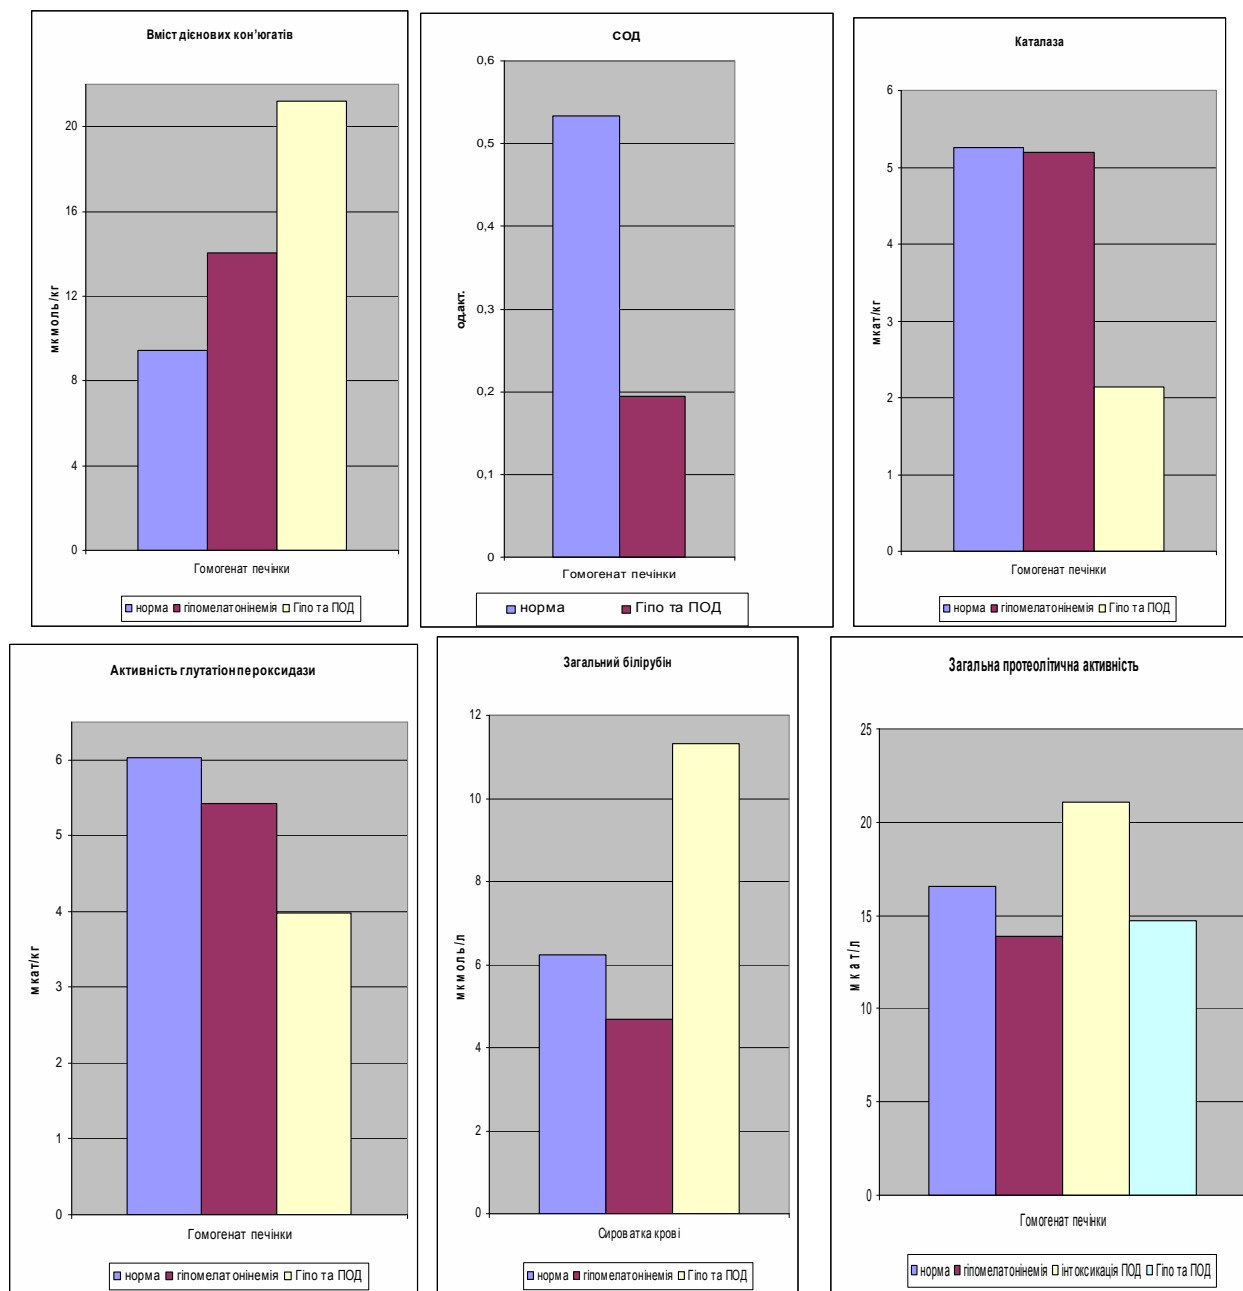 Вміст дієнових кон'югатів
мкмоль/кг
20
16
12
8
4
0
Гомогенат печінки
норма гіпомелатонінемія Гіпо та ПОД
СОД
од.акт.
0,6
0,5
0,4
0,3
0,2
0,1
0
Гомогенат печінки
норма Гіпо та ПОД
Каталаза
мкат/кг
6
5
4
3
2
1
0
Гомогенат печінки
норма гіпомелатонінемія Гіпо та ПОД
Активність глутатіонпероксидази
мкат/кг
6
5
4
3
2
1
0
Гомогенат печінки
норма гіпомелатонінемія Гіпо та ПОД
Загальний білірубін
мкмоль/л
12
10
8
6
4
2
0
Сироватка крові
норма гіпомелатонінемія Гіпо та ПОД
Загальна протеолітична активність
мкат/л
25
20
15
10
5
0
Гомогенат печінки
норма гіпомелатонінемія інтоксикація ПОД Гіпо та ПОД